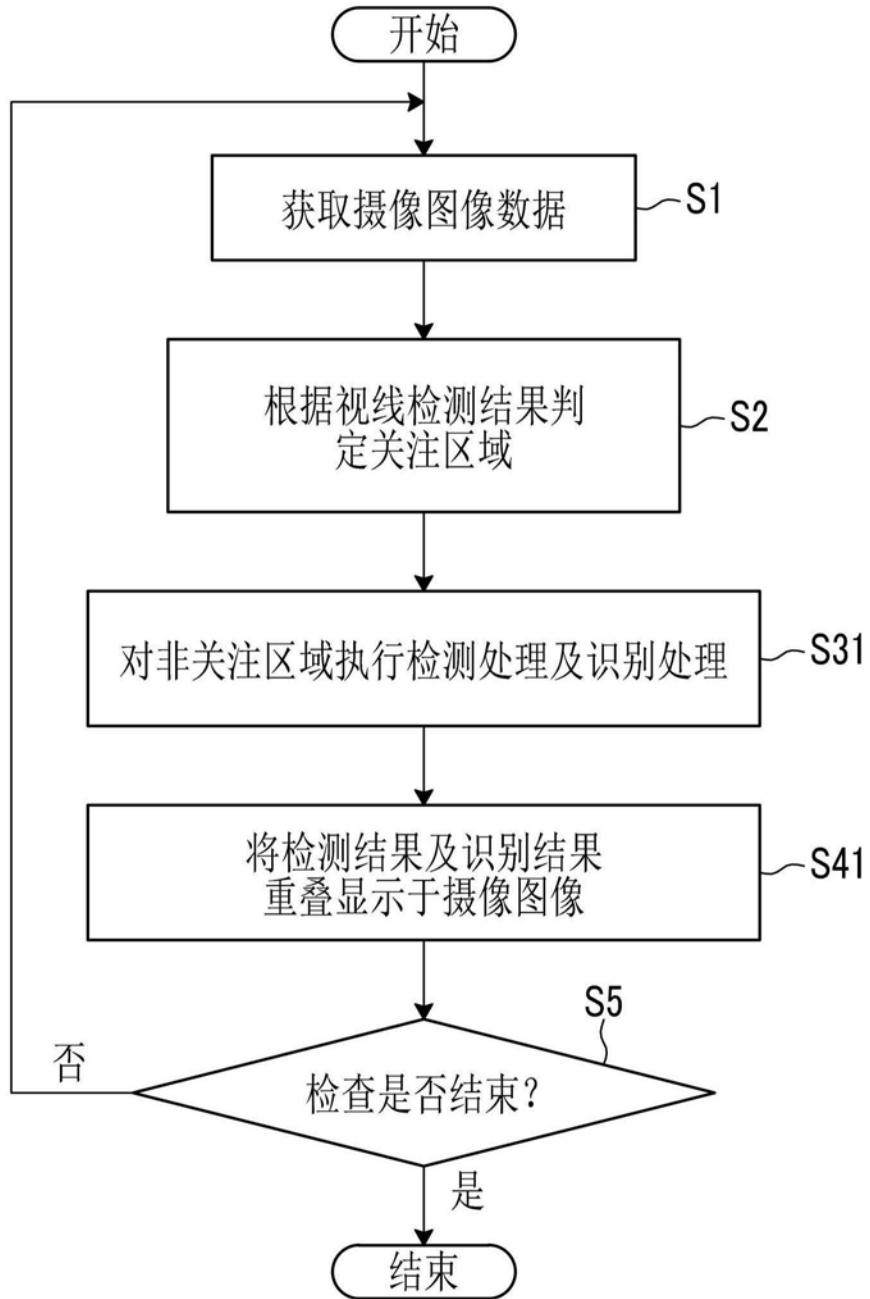 开始
获取摄像图像数据
S1
根据视线检测结果判
定关注区域
S2
对非关注区域执行检测处理及识别处理
S31
将检测结果及识别结果
重叠显示于摄像图像
S41
S5
否
检查是否结束？
是
结束